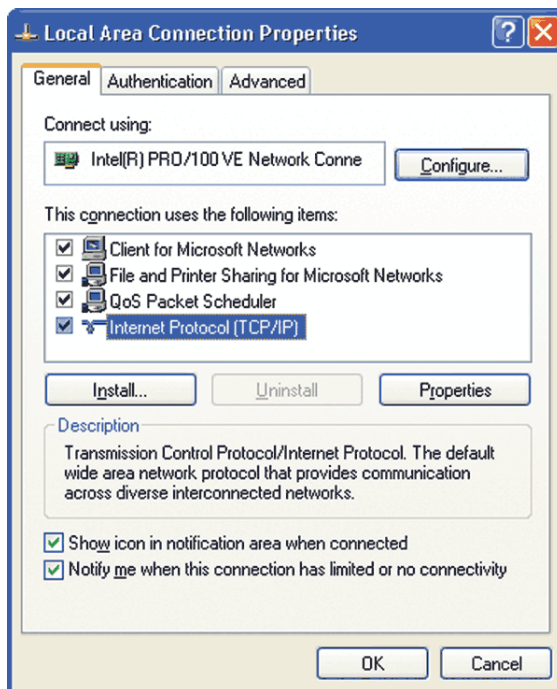 Local Area Connection Properties
General Authentication Advanced
Connect using:
Intel(R) PRO/100 VE Network Conne
Configure...
This connection uses the following items:
Client for Microsoft Networks
File and Printer Sharing for Microsoft Networks
QoS Packet Scheduler
Internet Protocol (TCP/IP)
Install... Uninstall Properties
Description
Transmission Control Protocol/Internet Protocol. The default
wide area network protocol that provides communication
across diverse interconnected networks.
Show icon in notification area when connected
Notify me when this connection has limited or no connectivity
OK Cancel